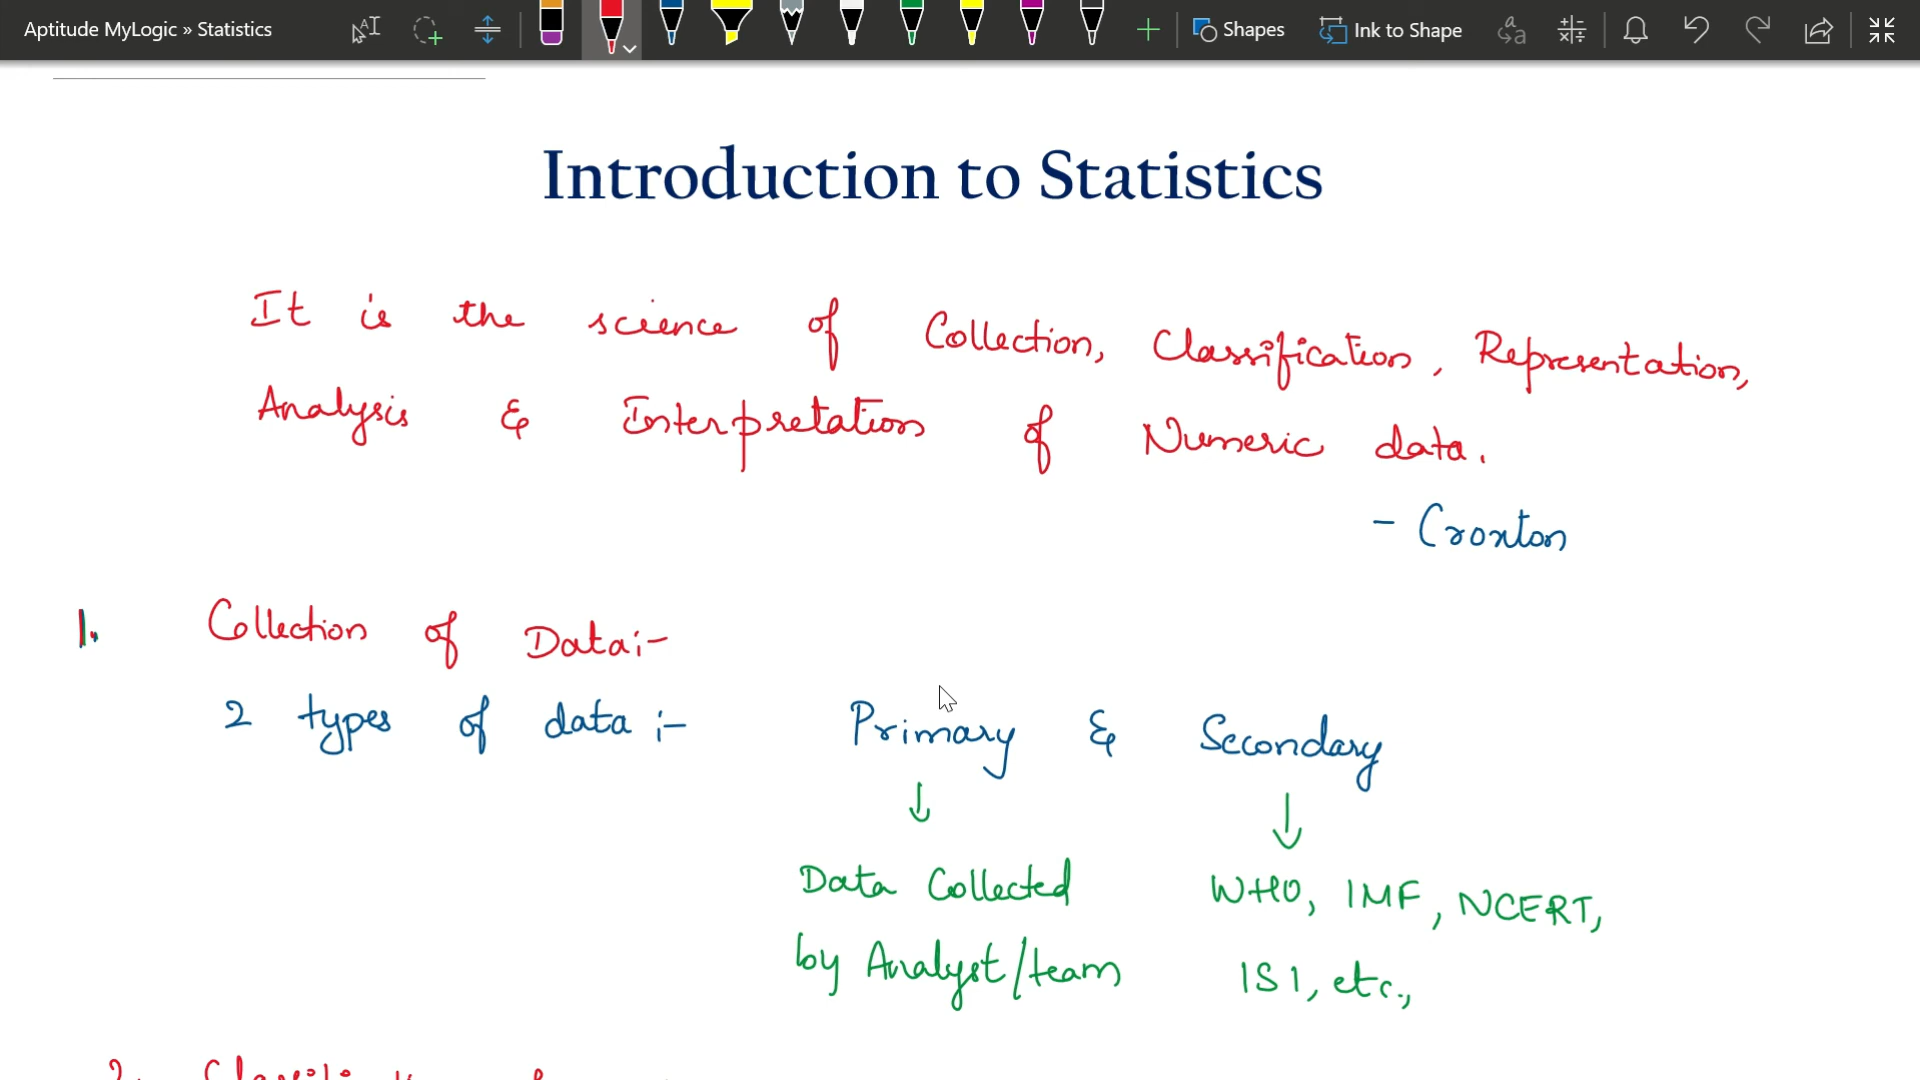 Aptitude MyLogic » Statistics Shapes Ink to Shape
Introduction to Statistics
It is the science of Collection, Classification, Representation,
Analysis & Interpretation of Numeric data.
- Croxton
1. Collection of Data:-
2 types of data :- Primary & Secondary
↓ ↓
Data Collected WHO, IMF, NCERT,
by Analyst/team ISI, etc.,